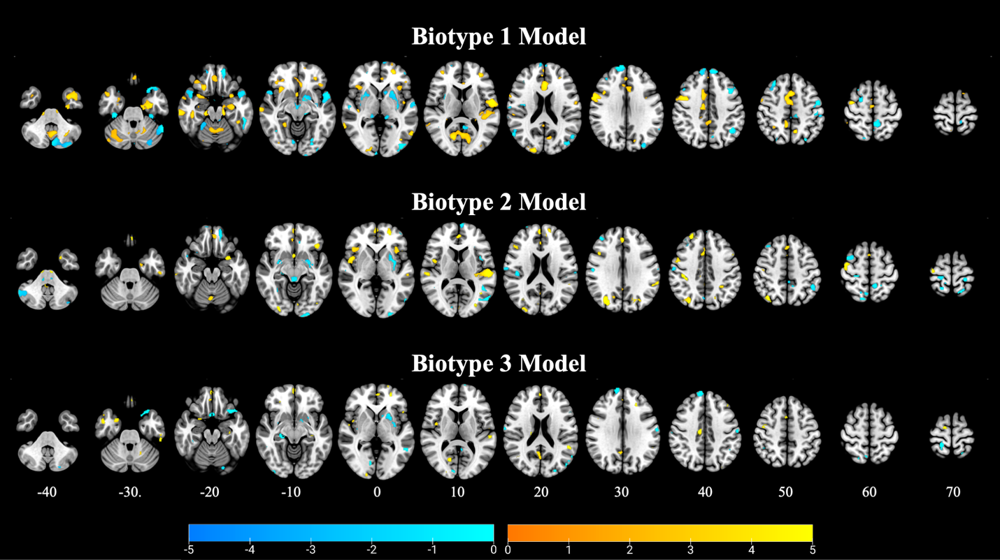 Biotype 1 Model
Biotype 2 Model
Biotype 3 Model
-40 -30. -20 -10 0 10 20 30 40 50 60 70
-5 -4 -3 -2 -1 0 0 1 2 3 4 5